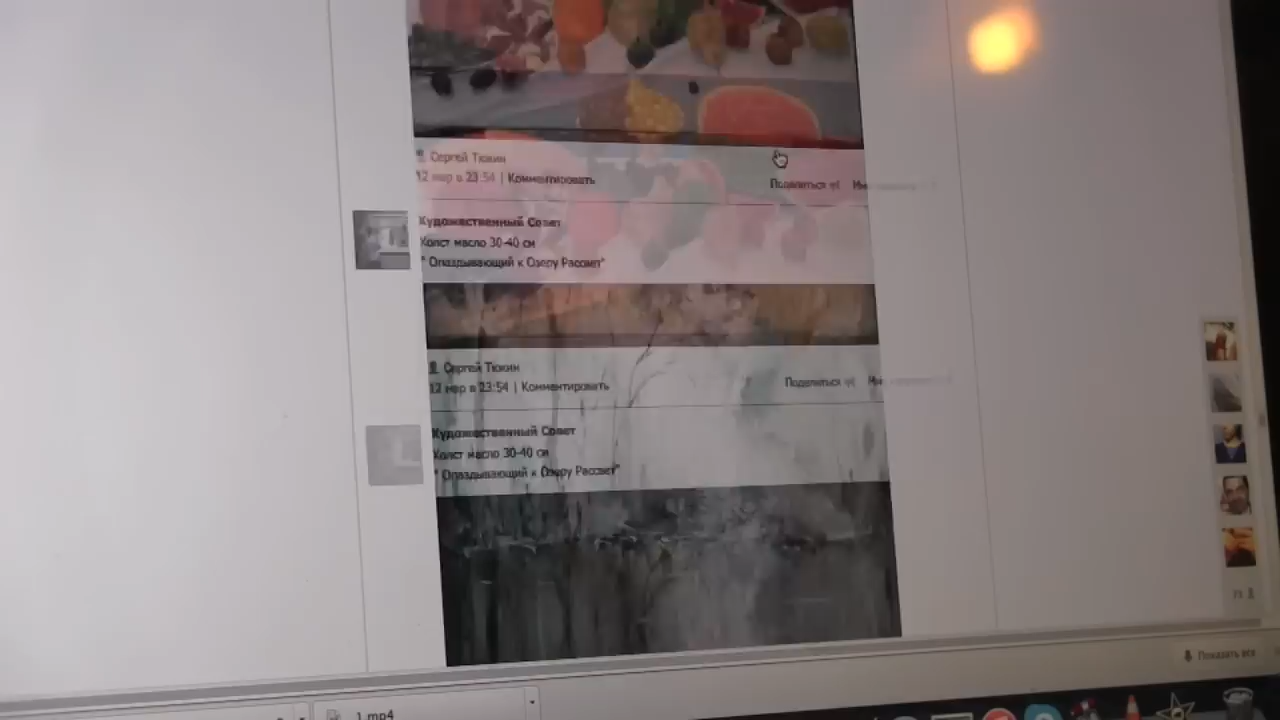 Сергей Тюкин
12 мар в 23:54 | Комментировать
Поделиться
Художественный Совет
Холст масло 30-40 см
" Опаздывающий к Озеру Рассвет"
Сергей Тюкин
12 мар в 23:54 | Комментировать
Поделиться
Художественный Совет
Холст масло 30-40 см
" Опаздывающий к Озеру Рассвет"
Показать все
1.mp4